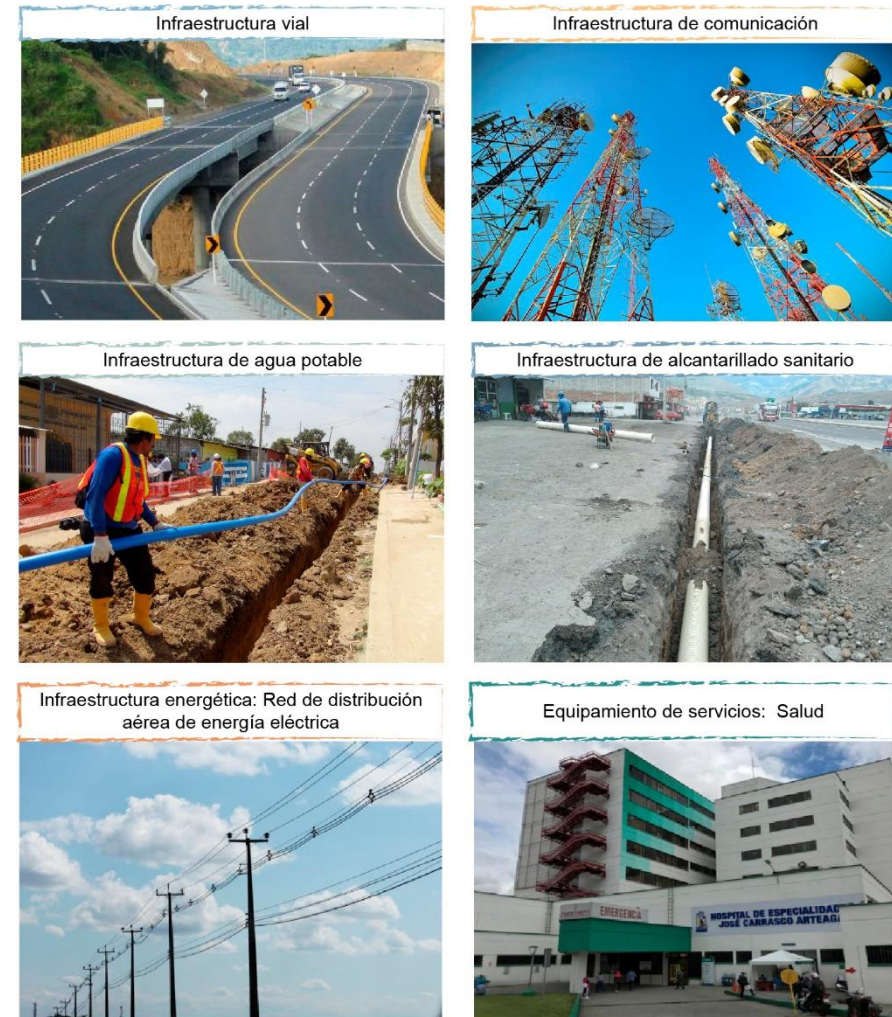 Infraestructura vial
Infraestructura de comunicación
Infraestructura de agua potable
Infraestructura de alcantarillado sanitario
Infraestructura energética: Red de distribución
aérea de energía eléctrica
Equipamiento de servicios: Salud
EMERGENCIA
HOSPITAL DE ESPECIALIDADE
JOSÉ CARRASCO ARTEAGA